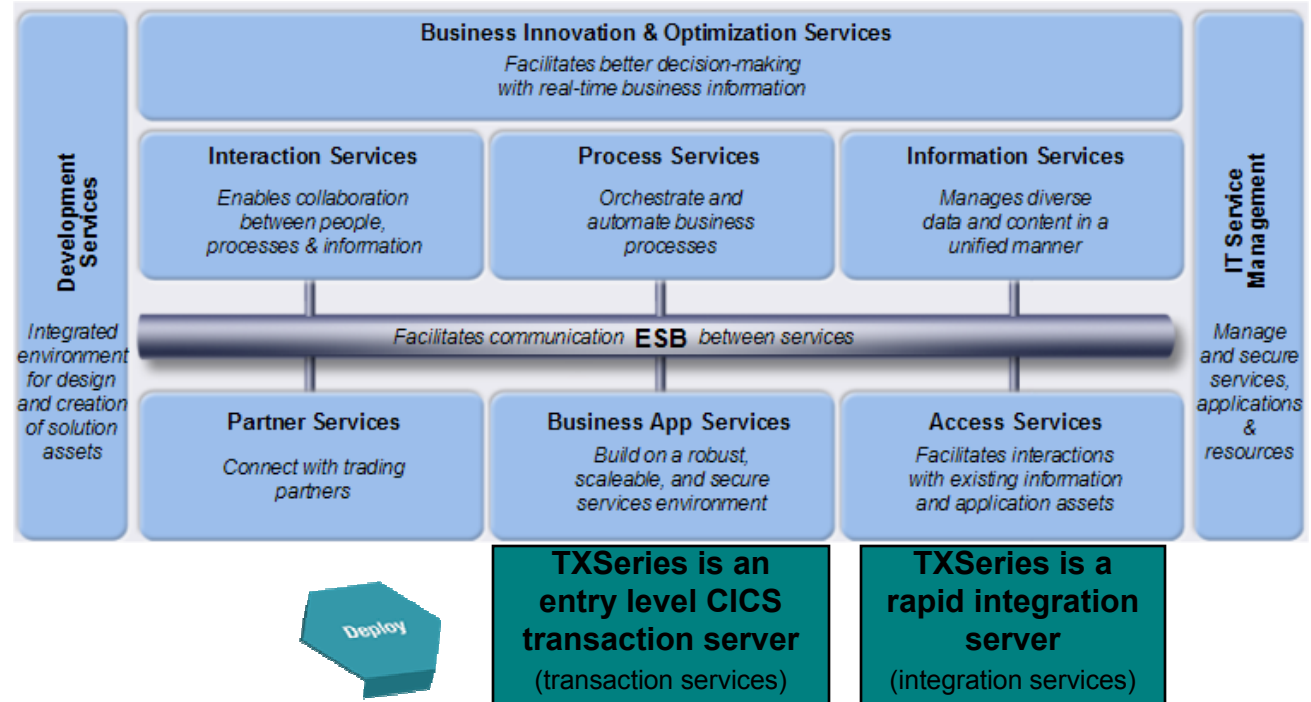 Business Innovation & Optimization Services
Facilitates better decision-making
with real-time business information
Development
Services
Integrated
environment
for design
and creation
of solution
assets
Interaction Services
Enables collaboration
between people,
processes & information
Process Services
Orchestrate and
automate business
processes
Information Services
Manages diverse
data and content in a
unified manner
IT Service
Management
Manage
and secure
services,
applications
&
resources
Facilitates communication ESB between services
Partner Services
Connect with trading
partners
Business App Services
Build on a robust,
scaleable, and secure
services environment
Access Services
Facilitates interactions
with existing information
and application assets
Deploy
TXSeries is an
entry level CICS
transaction server
(transaction services)
TXSeries is a
rapid integration
server
(integration services)